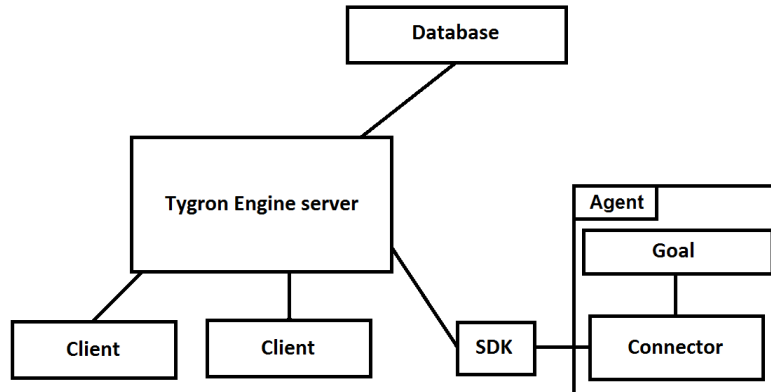 Database
Tygron Engine server
Agent
Goal
Client
Client
SDK
Connector